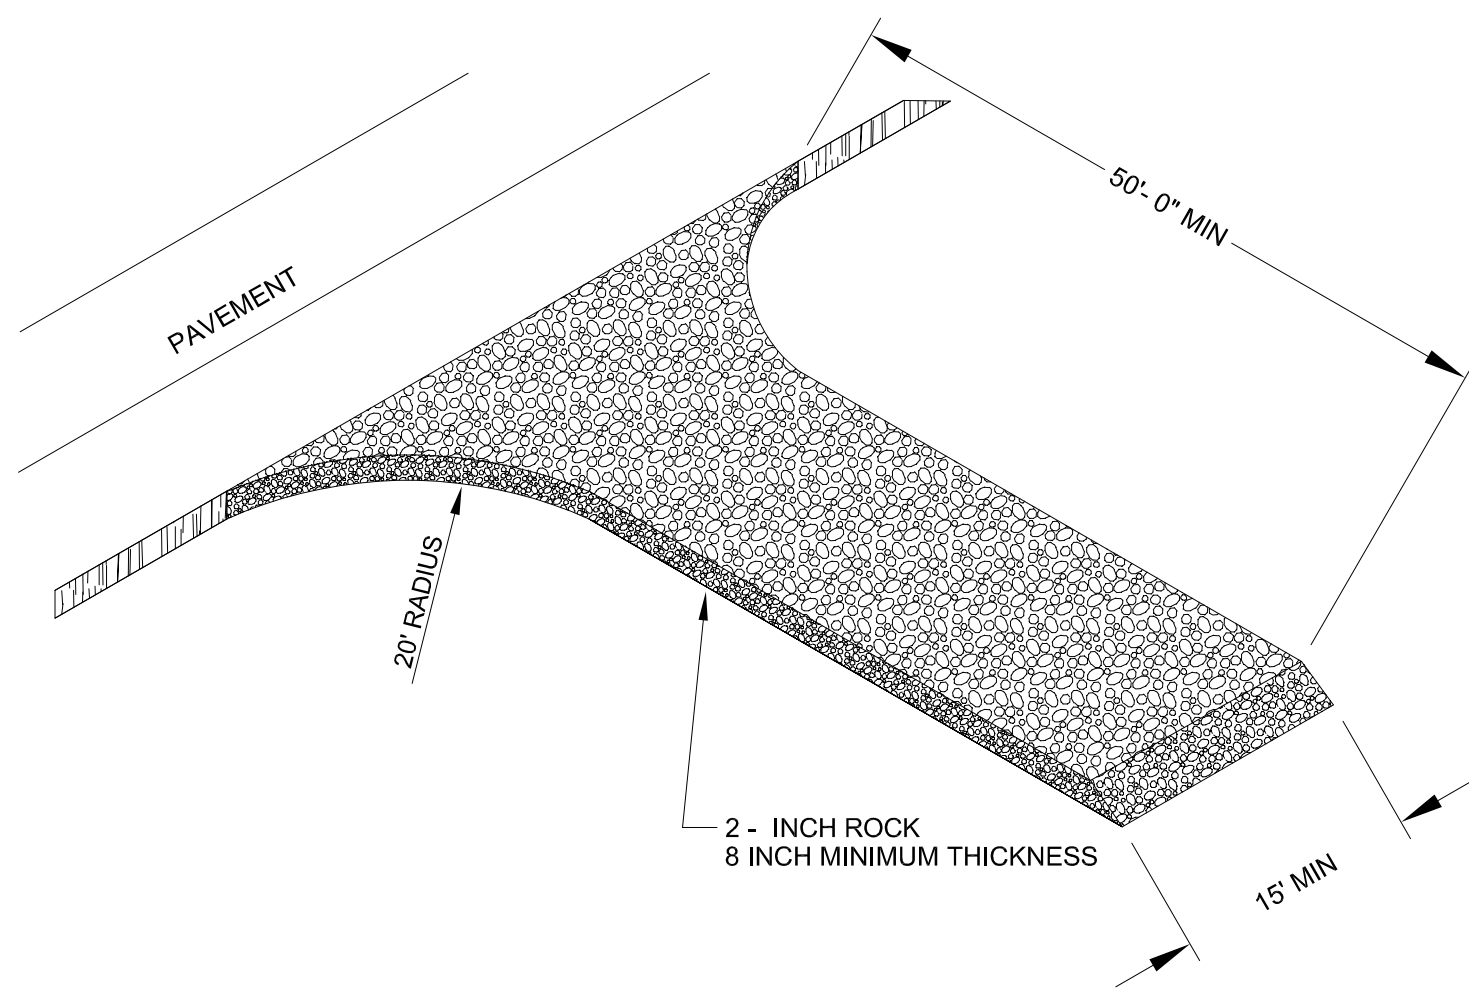 50'- 0" MIN
PAVEMENT
20' RADIUS
2 - INCH ROCK
8 INCH MINIMUM THICKNESS
15' MIN